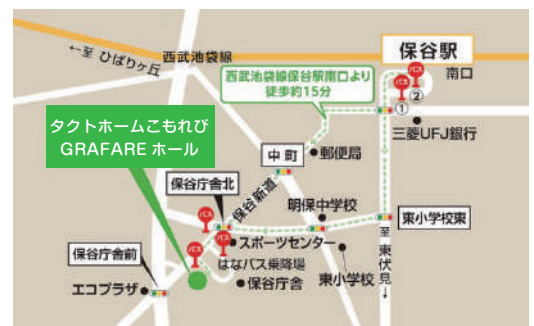 西武池袋線
保谷駅
←至 ひばりヶ丘
南口
バス
バス
②
①
西武池袋線保谷駅南口より
徒歩約15分
三菱UFJ銀行
タクトホームこもれび
GRAFARE ホール
中町
郵便局
保谷庁舎北
保谷新道
明保中学校
バス
東小学校東
バス
スポーツセンター
至 東伏見→
保谷庁舎前
バス
はなバス乗降場
東小学校
エコプラザ
保谷庁舎